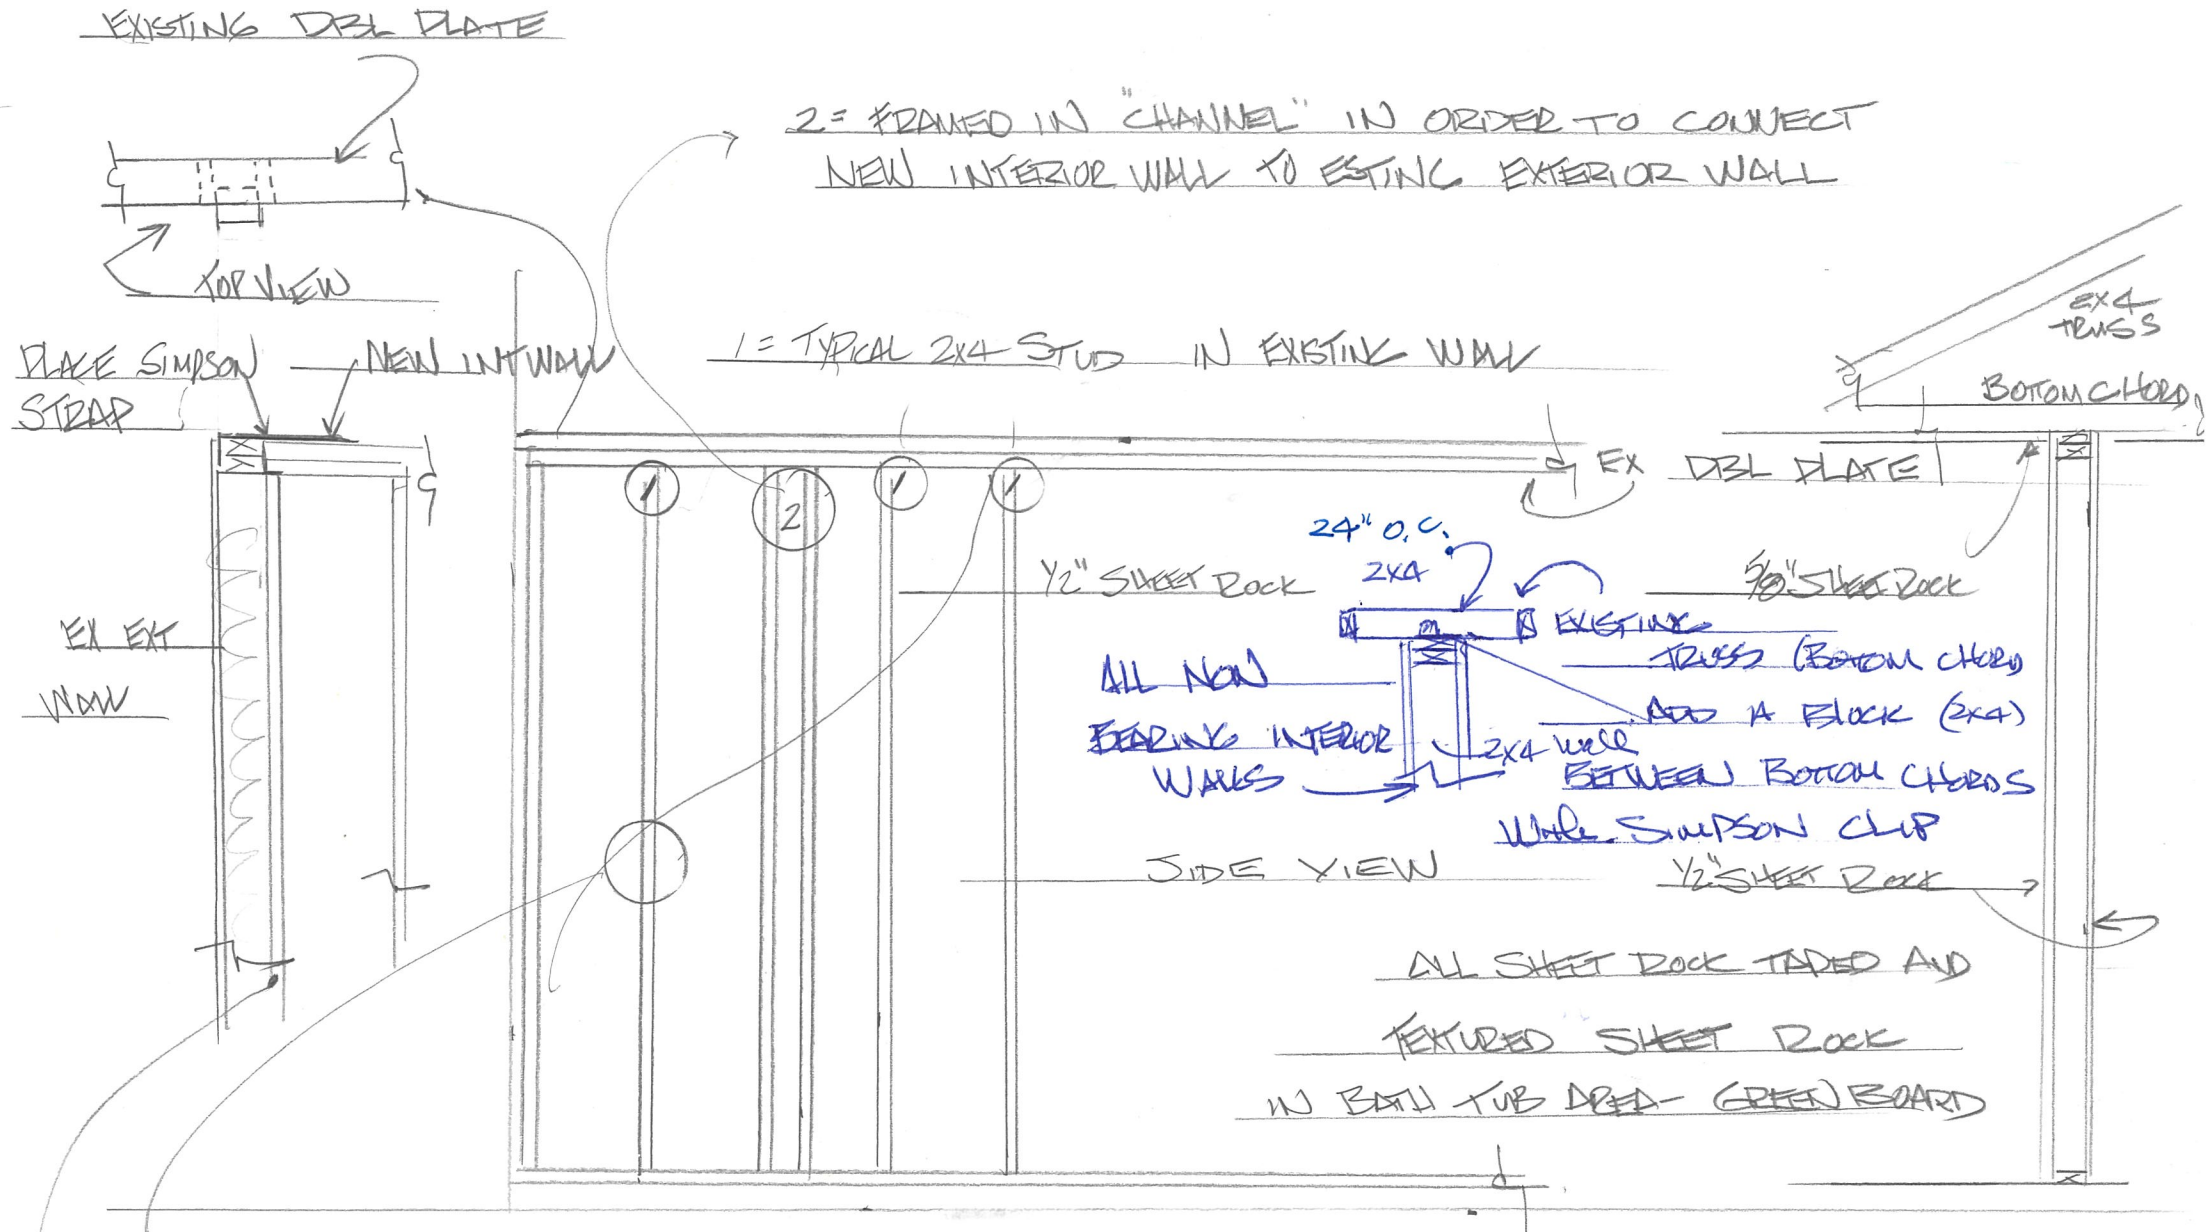 EXISTING DBL PLATE
2= FRAMED IN "CHANNEL" IN ORDER TO CONNECT
NEW INTERIOR WALL TO ESTING EXTERIOR WALL
TOP VIEW
PLACE SIMPSON
STRAP
NEW INT WALL
1= TYPICAL 2X4 STUD IN EXISTING WALL
2X4
TRUSS
BOTTOM CHORD
EX DBL PLATE
1
2
1
1
24" O.C.
2X4
1/2" SHEET ROCK
5/8" SHEET ROCK
EX EXT
WALL
EXISTING
TRUSS (BOTTOM CHORD
ADD A BLOCK (2X4)
BETWEEN BOTTOM CHORDS
SIMPSON CLIP
ALL NON
BEARING INTERIOR
WALLS
2X4 WALL
SIDE VIEW
1/2" SHEET ROCK
ALL SHEET ROCK TAPED AND
TEXTURED SHEET ROCK
IN BATH TUB AREA- GREEN BOARD